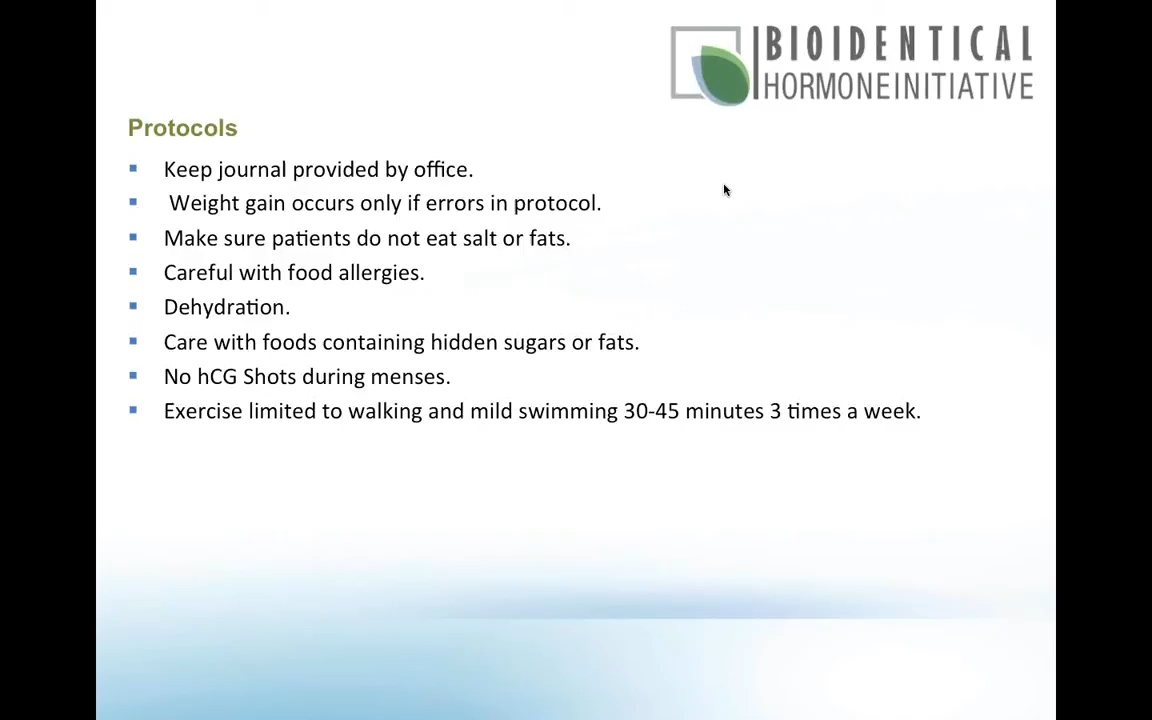 BIOIDENTICAL
HORMONEINITIATIVE
Protocols
Keep journal provided by office.
Weight gain occurs only if errors in protocol.
Make sure patients do not eat salt or fats.
Careful with food allergies.
Dehydration.
Care with foods containing hidden sugars or fats.
No hCG Shots during menses.
Exercise limited to walking and mild swimming 30-45 minutes 3 times a week.